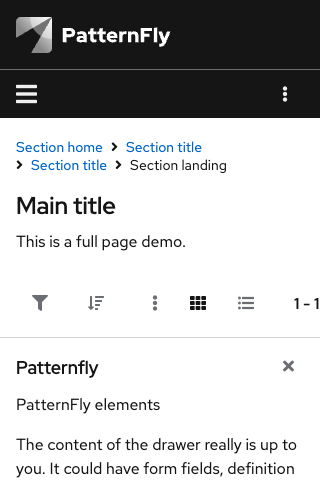 PatternFly
Section home > Section title
> Section title > Section landing
Main title
This is a full page demo.
1 - 1
Patternfly
PatternFly elements
The content of the drawer really is up to
you. It could have form fields, definition